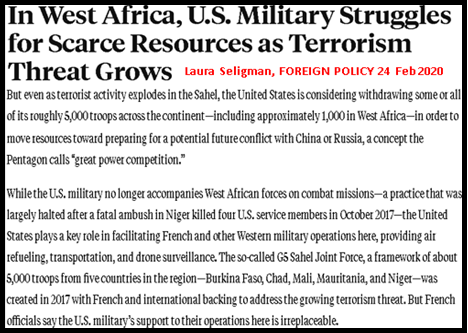 In West Africa, U.S. Military Struggles
for Scarce Resources as Terrorism
Threat Grows Laura Seligman, FOREIGN POLICY 24 Feb2020
But even as terrorist activity explodes in the Sahel, the United States is considering withdrawing some or all
of its roughly 5,000 troops across the continent—including approximately 1,000 in West Africa—in order to
move resources toward preparing for a potential future conflict with China or Russia, a concept the
Pentagon calls “great power competition.”
While the U.S. military no longer accompanies West African forces on combat missions—a practice that was
largely halted after a fatal ambush in Niger killed four U.S. service members in October 2017—the United
States plays a key role in facilitating French and other Western military operations here, providing air
refueling, transportation, and drone surveillance. The so-called G5 Sahel Joint Force, a framework of about
5,000 troops from five countries in the region—Burkina Faso, Chad, Mali, Mauritania, and Niger—was
created in 2017 with French and international backing to address the growing terrorism threat. But French
officials say the U.S. military’s support to their operations here is irreplaceable.